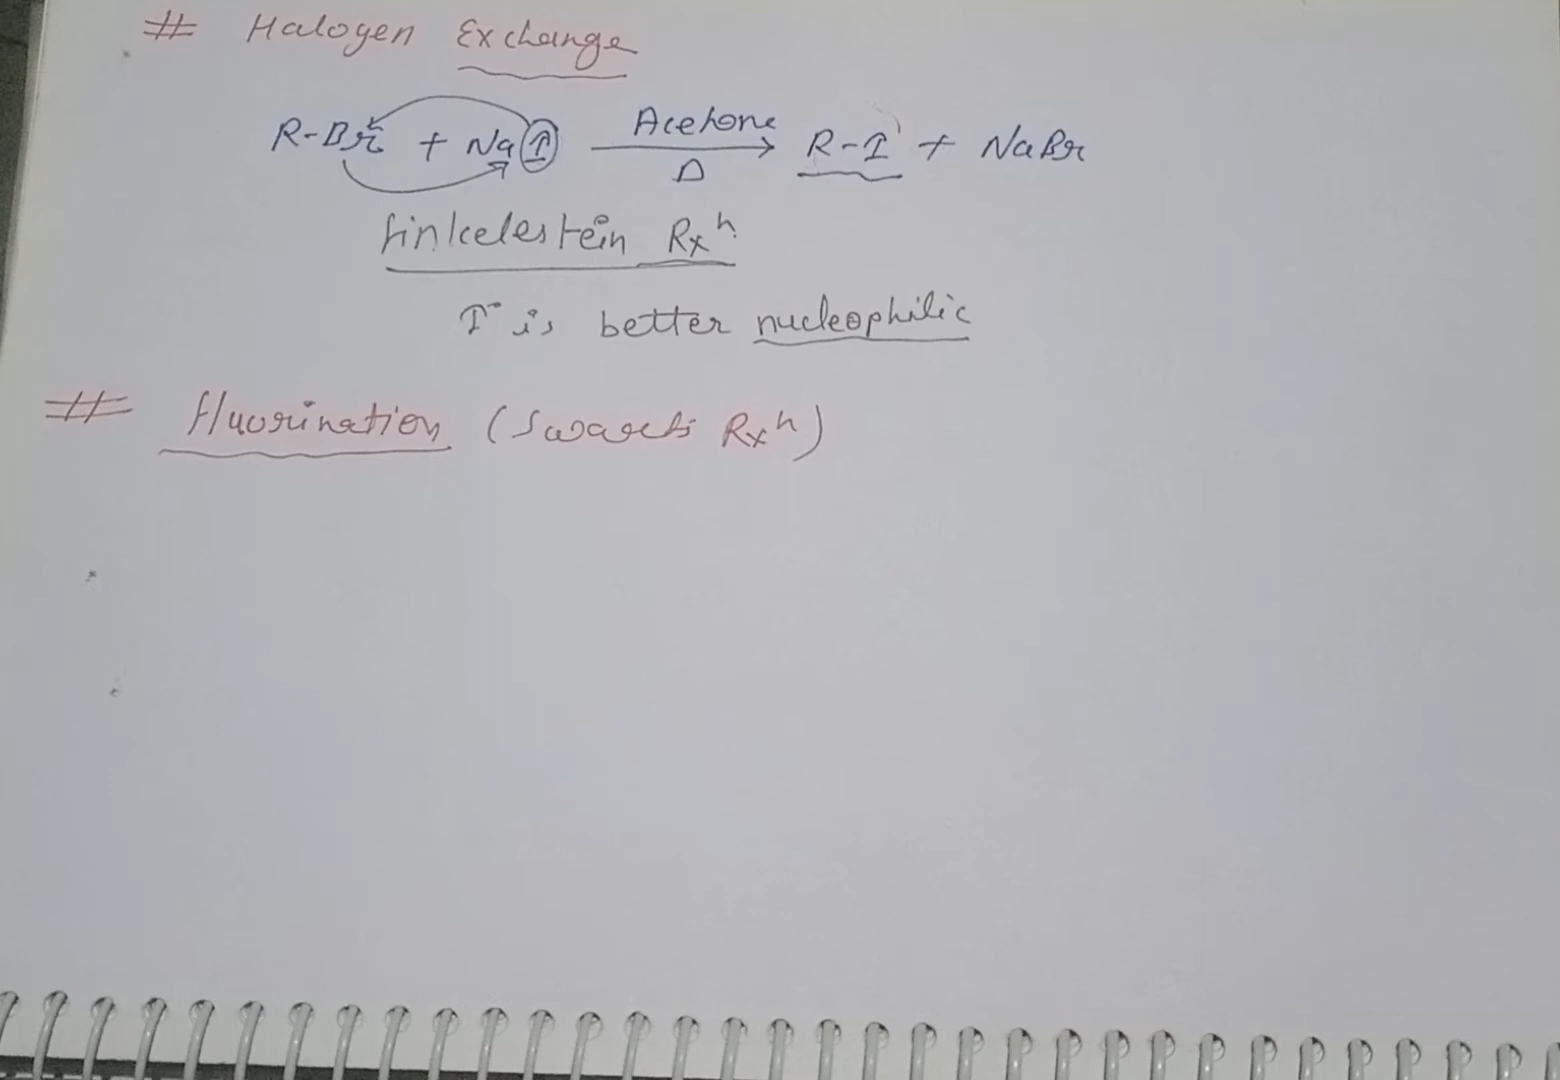 # Halogen Exchange
R-Br + NaI Acetone Δ → R-I + NaBr
Finkelestein Rxn
I⁻ is better nucleophilic
# Fluorination (Swarts Rxn)